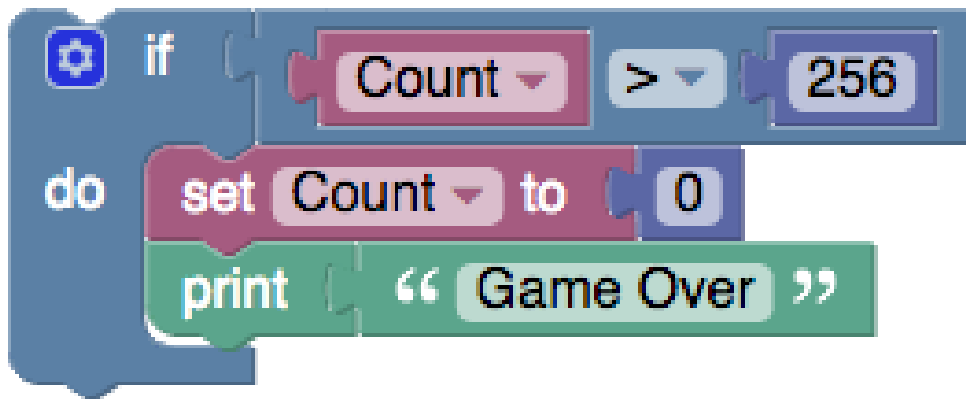 if Count > 256
do set Count to 0
print “ Game Over ”